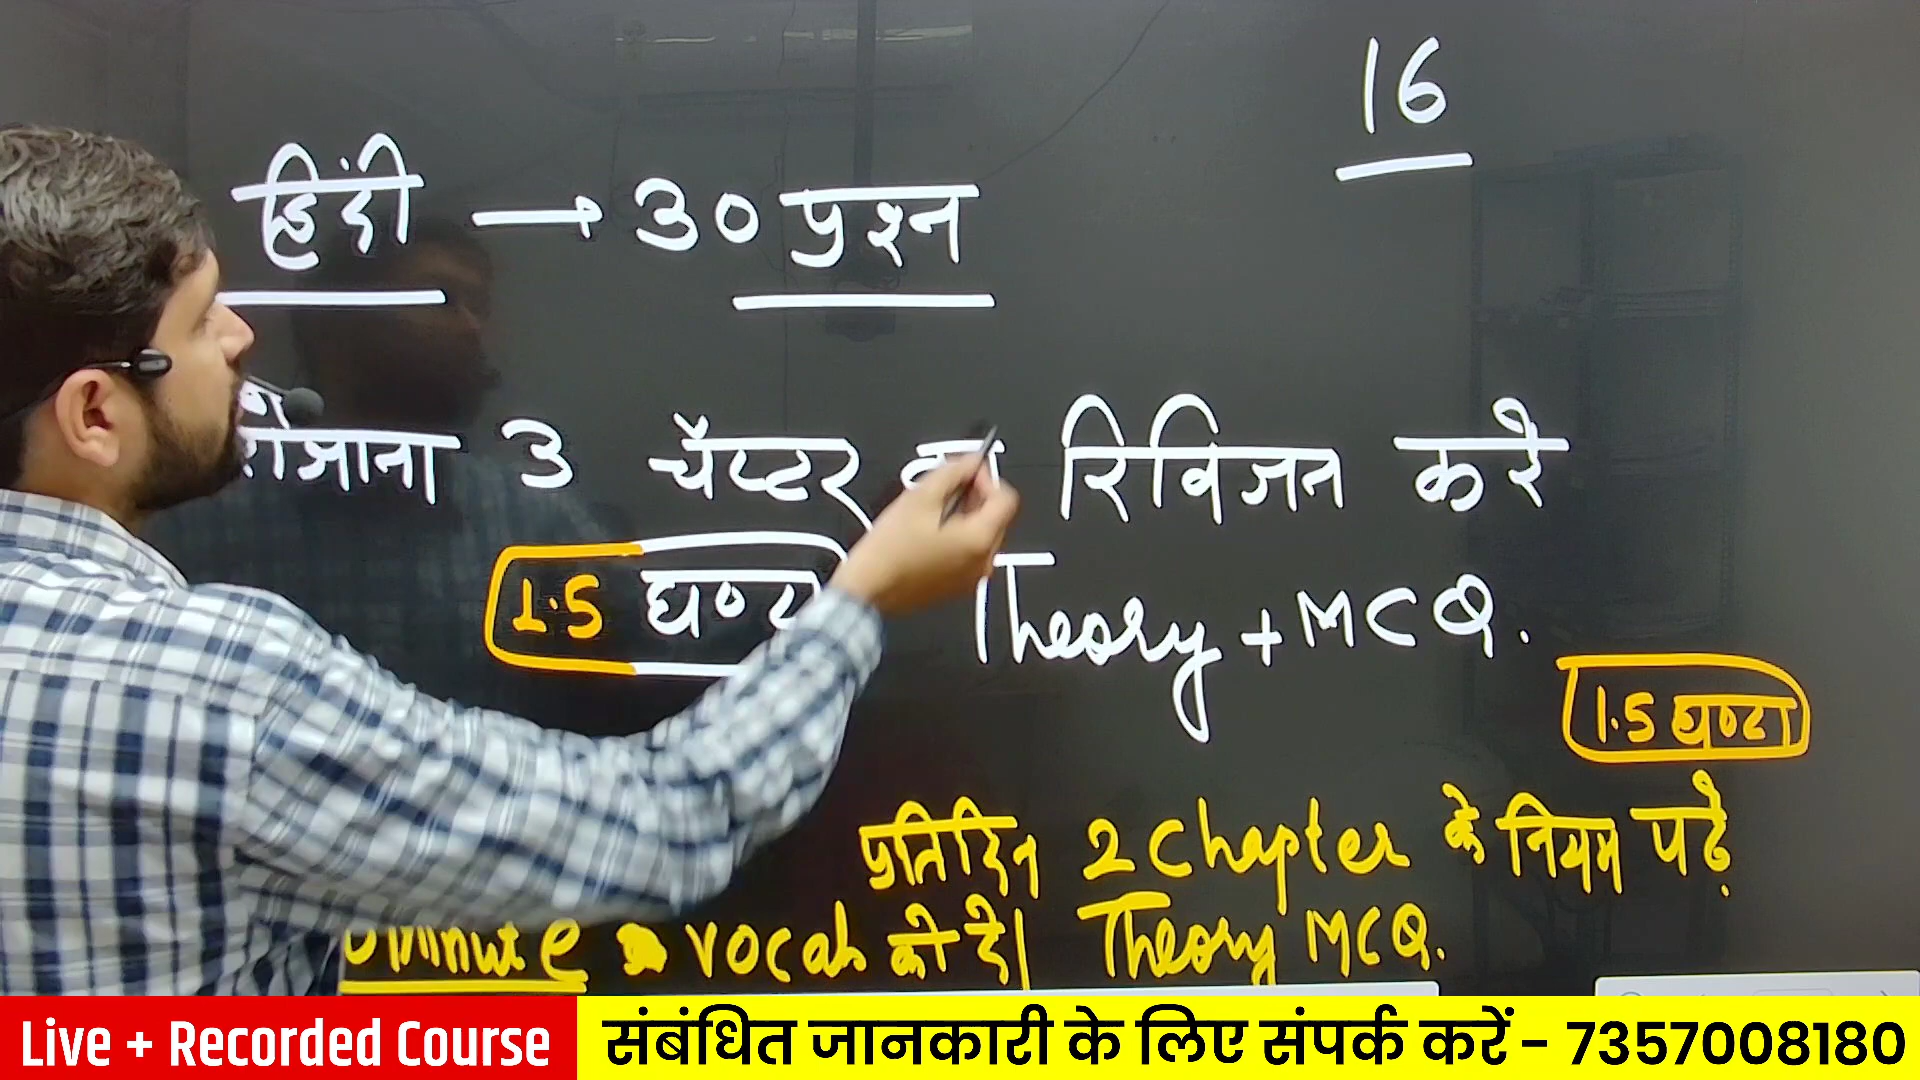 16
हिंदी → 30 प्रश्न
रोजाना 3 चैप्टर का रिविजन करे
1.5 घण्टा Theory + MCQ.
1.5 घण्टा
प्रतिदिन 2 Chapter के नियम पढ़े
minute vocab को दे। Theory MCQ.
Live + Recorded Course
संबंधित जानकारी के लिए संपर्क करें - 7357008180